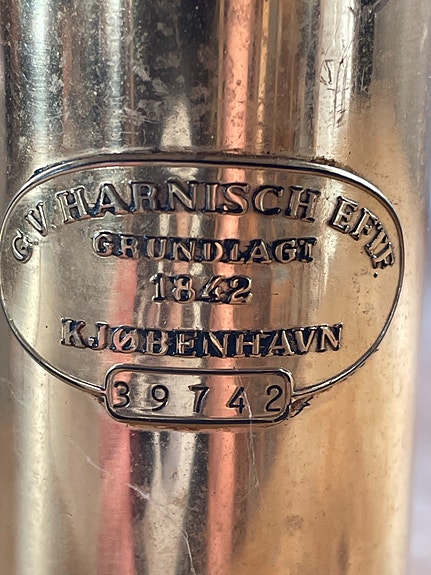 G.V. HARNISCH EFTF.
GRUNDLAGT
1842
KJØBENHAVN
39742